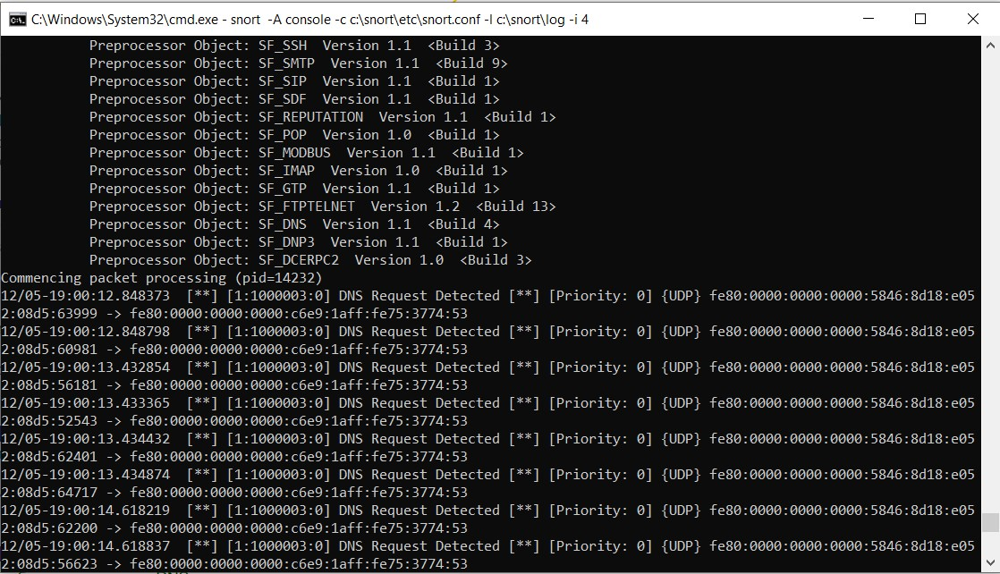 C:\Windows\System32\cmd.exe - snort  -A console -c c:\snort\etc\snort.conf -l c:\snort\log -i 4
Preprocessor Object: SF_SSH  Version 1.1  <Build 3>
Preprocessor Object: SF_SMTP  Version 1.1  <Build 9>
Preprocessor Object: SF_SIP  Version 1.1  <Build 1>
Preprocessor Object: SF_SDF  Version 1.1  <Build 1>
Preprocessor Object: SF_REPUTATION  Version 1.1  <Build 1>
Preprocessor Object: SF_POP  Version 1.0  <Build 1>
Preprocessor Object: SF_MODBUS  Version 1.1  <Build 1>
Preprocessor Object: SF_IMAP  Version 1.0  <Build 1>
Preprocessor Object: SF_GTP  Version 1.1  <Build 1>
Preprocessor Object: SF_FTPTELNET  Version 1.2  <Build 13>
Preprocessor Object: SF_DNS  Version 1.1  <Build 4>
Preprocessor Object: SF_DNP3  Version 1.1  <Build 1>
Preprocessor Object: SF_DCERPC2  Version 1.0  <Build 3>
Commencing packet processing (pid=14232)
12/05-19:00:12.848373  [**] [1:1000003:0] DNS Request Detected [**] [Priority: 0] {UDP} fe80:0000:0000:0000:5846:8d18:e05
2:08d5:63999 -> fe80:0000:0000:0000:c6e9:1aff:fe75:3774:53
12/05-19:00:12.848798  [**] [1:1000003:0] DNS Request Detected [**] [Priority: 0] {UDP} fe80:0000:0000:0000:5846:8d18:e05
2:08d5:60981 -> fe80:0000:0000:0000:c6e9:1aff:fe75:3774:53
12/05-19:00:13.432854  [**] [1:1000003:0] DNS Request Detected [**] [Priority: 0] {UDP} fe80:0000:0000:0000:5846:8d18:e05
2:08d5:56181 -> fe80:0000:0000:0000:c6e9:1aff:fe75:3774:53
12/05-19:00:13.433365  [**] [1:1000003:0] DNS Request Detected [**] [Priority: 0] {UDP} fe80:0000:0000:0000:5846:8d18:e05
2:08d5:52543 -> fe80:0000:0000:0000:c6e9:1aff:fe75:3774:53
12/05-19:00:13.434432  [**] [1:1000003:0] DNS Request Detected [**] [Priority: 0] {UDP} fe80:0000:0000:0000:5846:8d18:e05
2:08d5:62401 -> fe80:0000:0000:0000:c6e9:1aff:fe75:3774:53
12/05-19:00:13.434874  [**] [1:1000003:0] DNS Request Detected [**] [Priority: 0] {UDP} fe80:0000:0000:0000:5846:8d18:e05
2:08d5:64717 -> fe80:0000:0000:0000:c6e9:1aff:fe75:3774:53
12/05-19:00:14.618219  [**] [1:1000003:0] DNS Request Detected [**] [Priority: 0] {UDP} fe80:0000:0000:0000:5846:8d18:e05
2:08d5:62200 -> fe80:0000:0000:0000:c6e9:1aff:fe75:3774:53
12/05-19:00:14.618837  [**] [1:1000003:0] DNS Request Detected [**] [Priority: 0] {UDP} fe80:0000:0000:0000:5846:8d18:e05
2:08d5:56623 -> fe80:0000:0000:0000:c6e9:1aff:fe75:3774:53